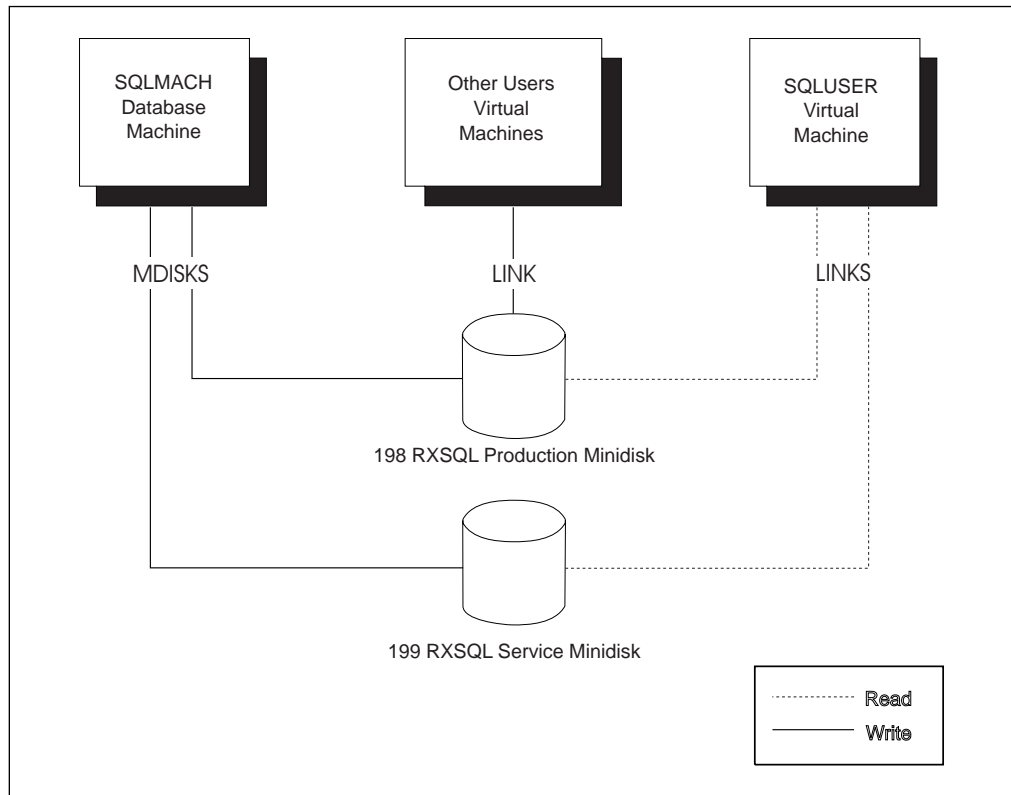 SQLMACH
Database
Machine
Other Users
Virtual
Machines
SQLUSER
Virtual
Machine
MDISKS
LINK
LINKS
198 RXSQL Production Minidisk
199 RXSQL Service Minidisk
Read
Write